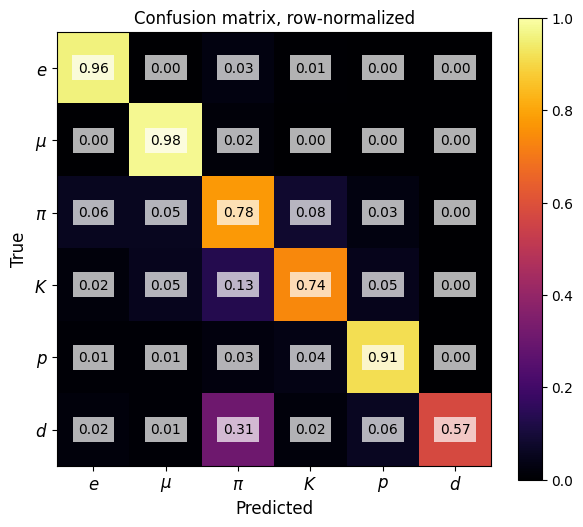 Confusion matrix, row-normalized
True
e 0.96 0.00 0.03 0.01 0.00 0.00
μ 0.00 0.98 0.02 0.00 0.00 0.00
π 0.06 0.05 0.78 0.08 0.03 0.00
K 0.02 0.05 0.13 0.74 0.05 0.00
p 0.01 0.01 0.03 0.04 0.91 0.00
d 0.02 0.01 0.31 0.02 0.06 0.57
e μ π K p d
Predicted
1.0
0.8
0.6
0.4
0.2
0.0